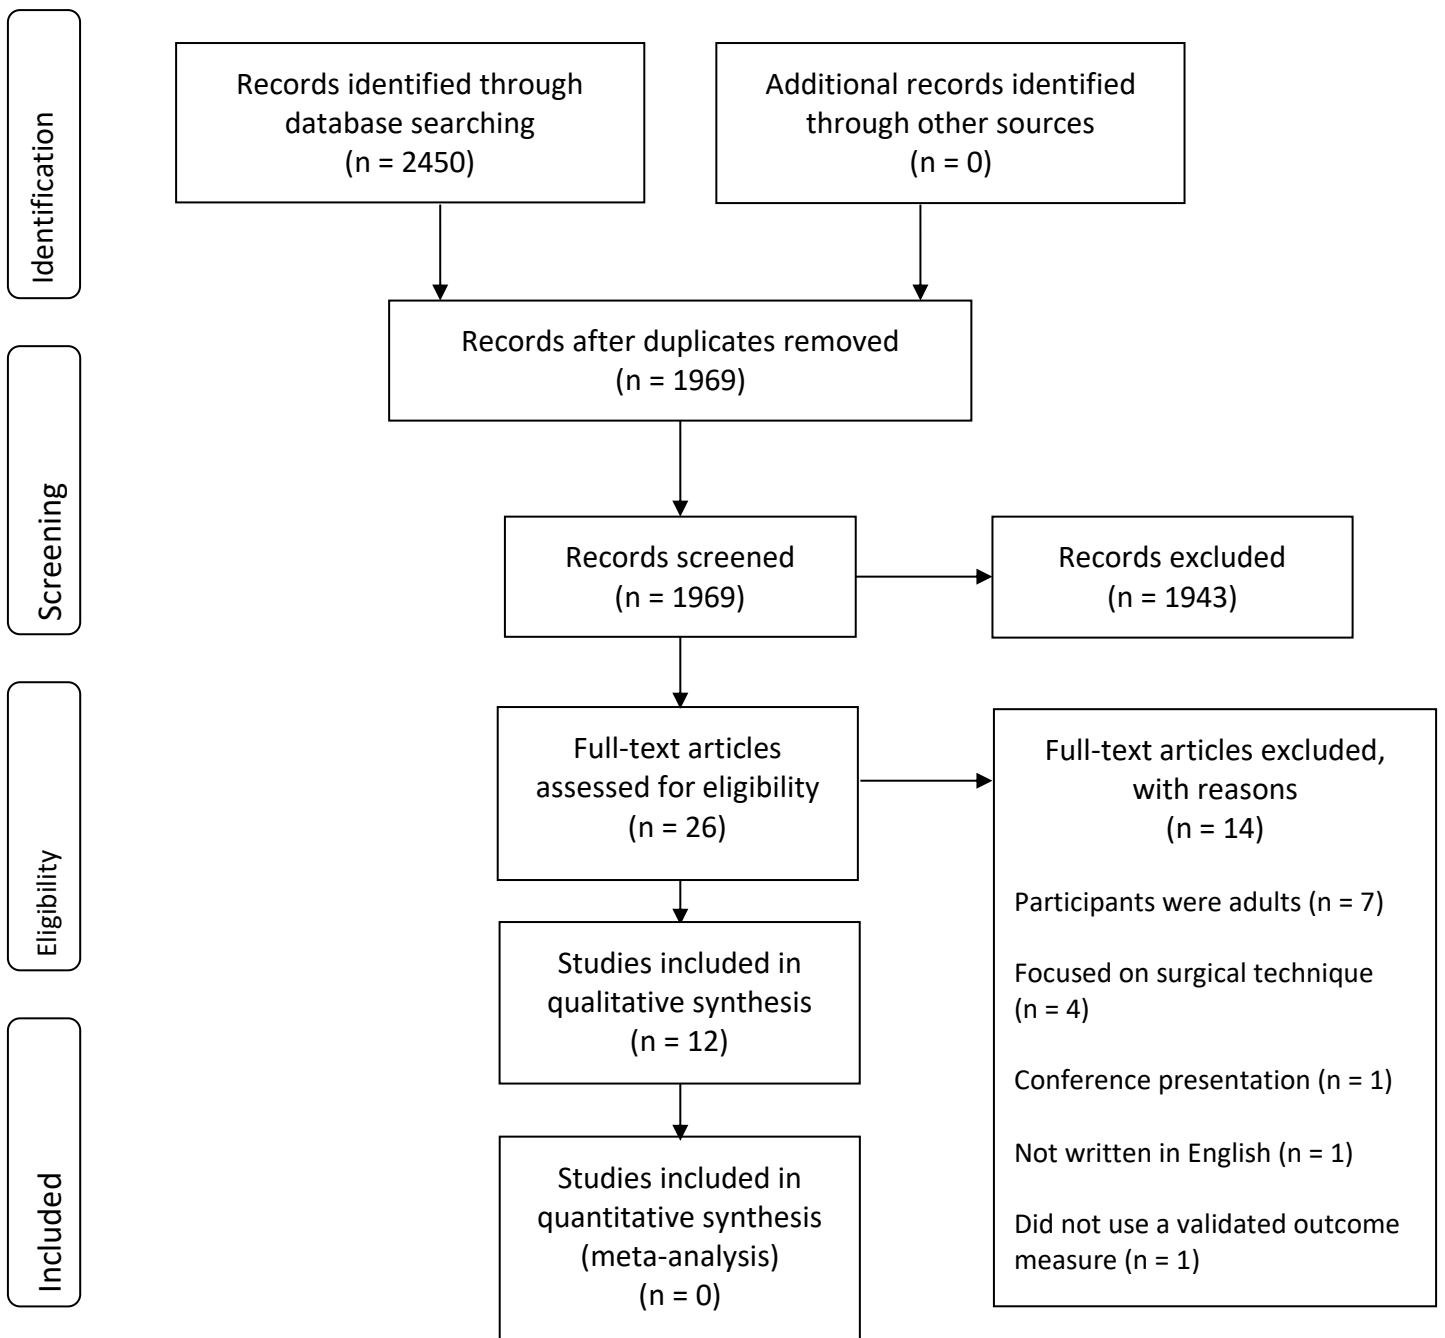 Identification
Records identified through
database searching
(n = 2450)
Additional records identified
through other sources
(n = 0)
Records after duplicates removed
(n = 1969)
Screening
Records screened
(n = 1969)
Records excluded
(n = 1943)
Eligibility
Full-text articles
assessed for eligibility
(n = 26)
Full-text articles excluded,
with reasons
(n = 14)
Participants were adults (n = 7)
Focused on surgical technique
(n = 4)
Conference presentation (n = 1)
Not written in English (n = 1)
Did not use a validated outcome
measure (n = 1)
Studies included in
qualitative synthesis
(n = 12)
Included
Studies included in
quantitative synthesis
(meta-analysis)
(n = 0)